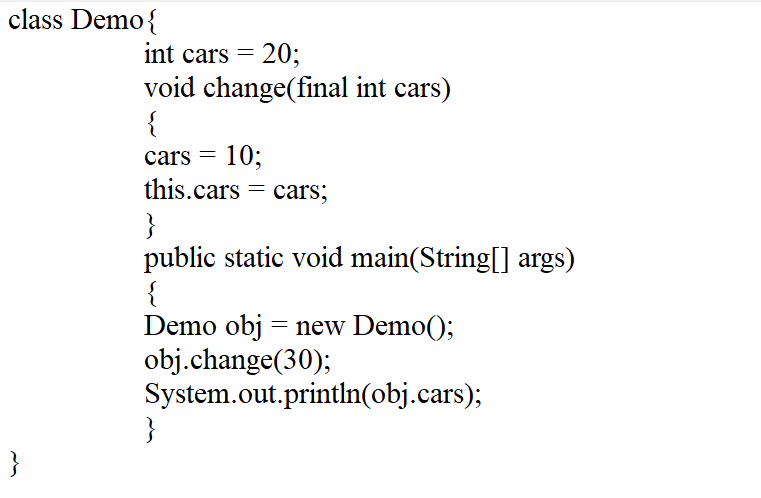 class Demo{
int cars = 20;
void change(final int cars)
{
cars = 10;
this.cars = cars;
}
public static void main(String[] args)
{
Demo obj = new Demo();
obj.change(30);
System.out.println(obj.cars);
}
}